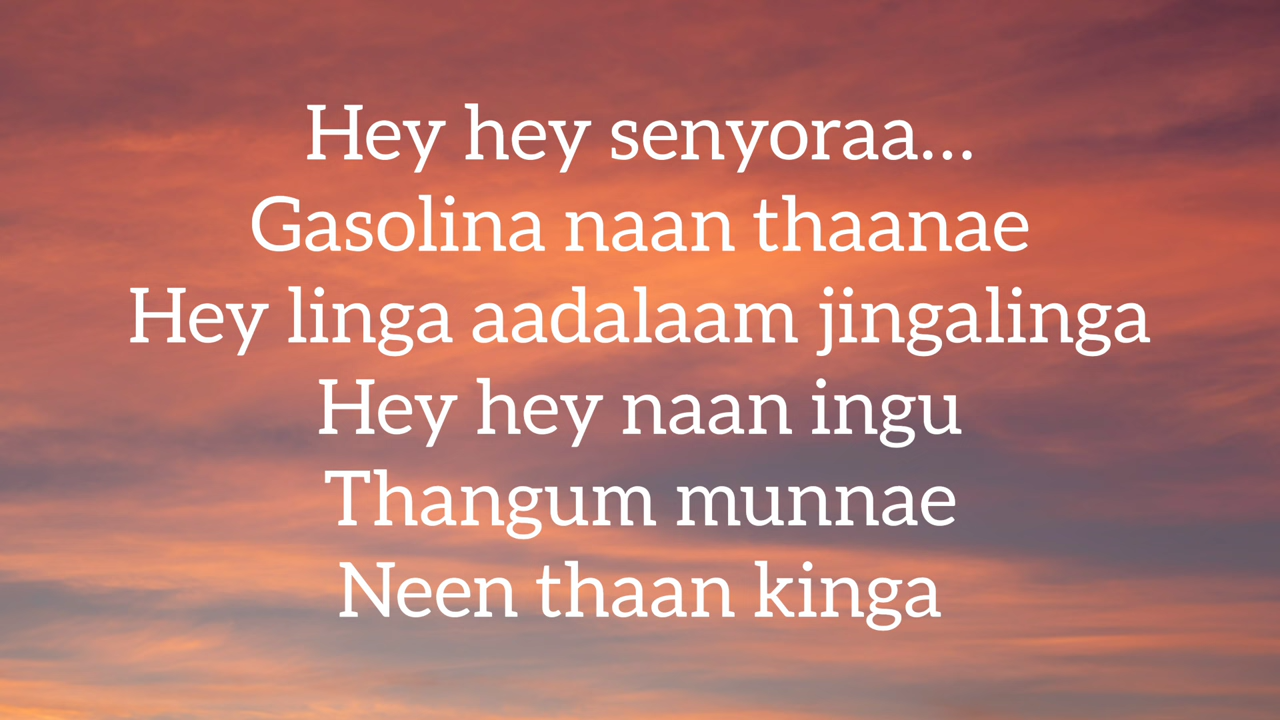 Hey hey senyoraa...
Gasolina naan thaanae
Hey linga aadalaam jingalinga
Hey hey naan ingu
Thangum munnae
Neen thaan kinga